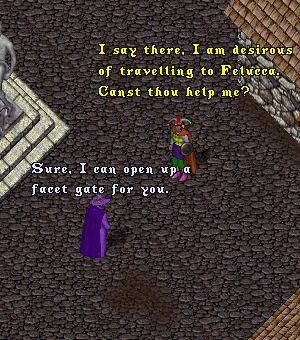 I say there, I am desirous
of travelling to Felucca.
Canst thou help me?
Sure, I can open up a
facet gate for you.